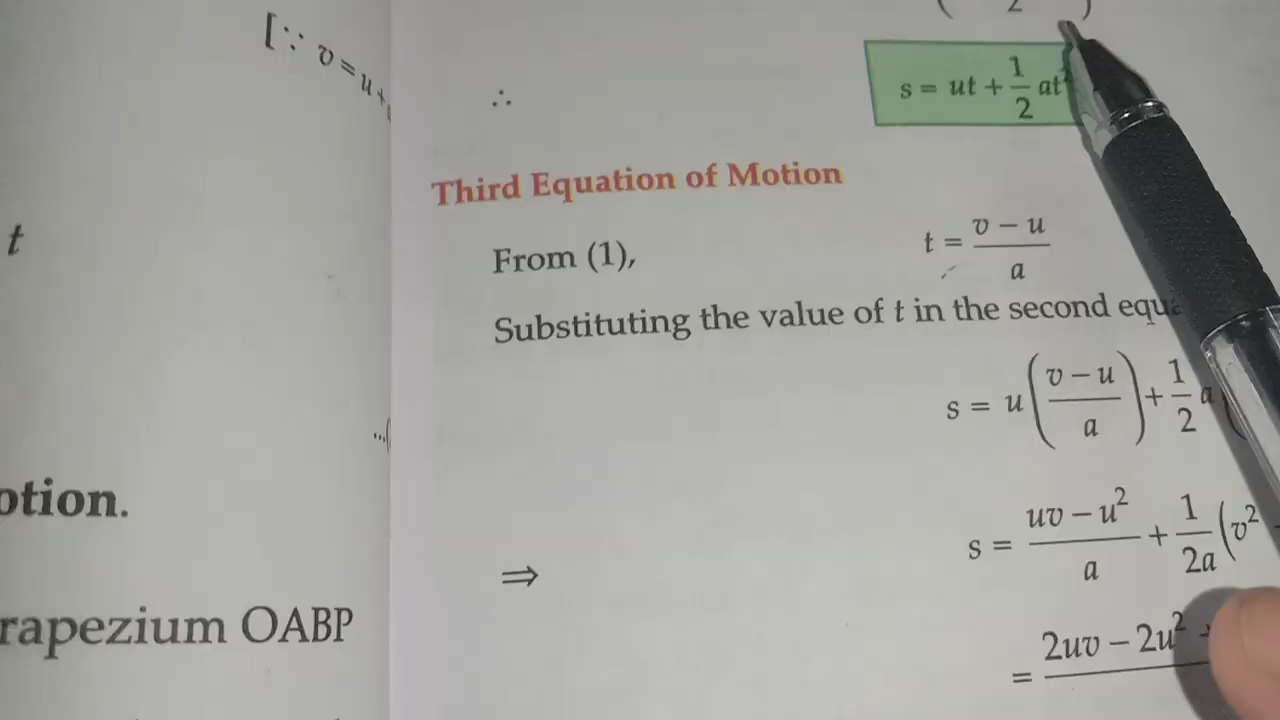 [∵ v = u +
t
...(
otion.
rapezium OABP
∴ s = ut + 1/2 at²
Third Equation of Motion
From (1), t = v − u / a
Substituting the value of t in the second equa
s = u(v − u / a) + 1/2 a (
⇒ s = uv − u² / a + 1/2a (v²
= 2uv − 2u² +